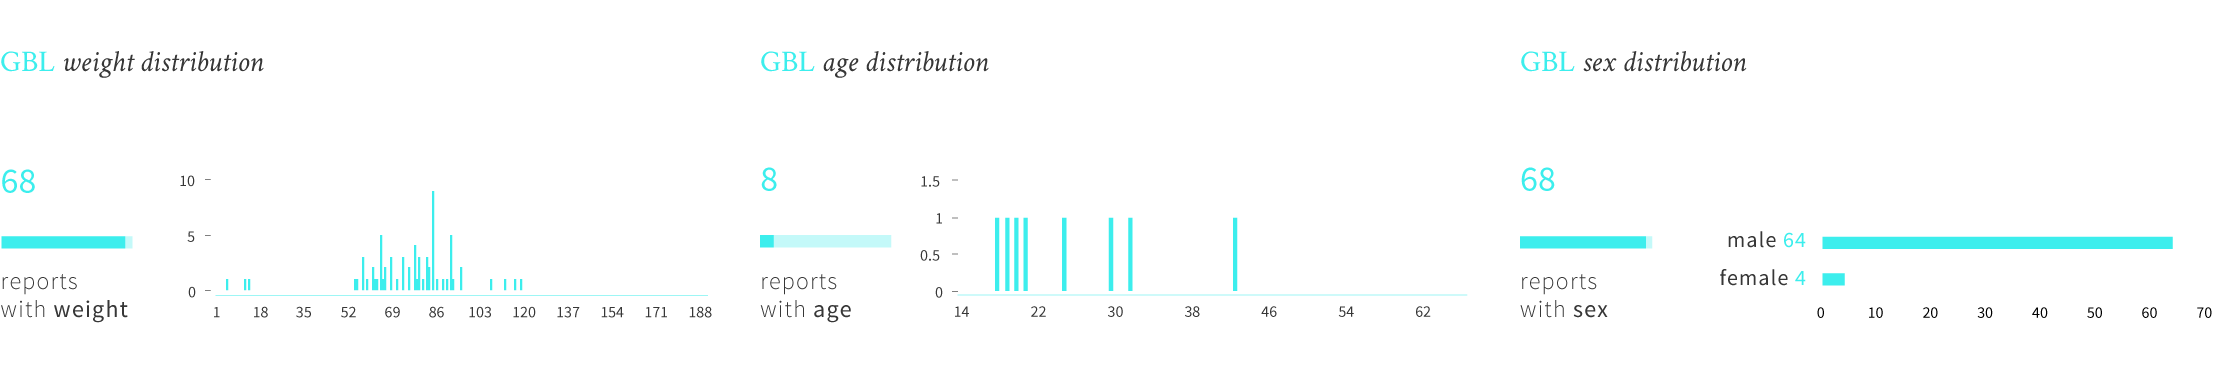 GBL weight distribution
68
reports
with weight
10
5
0
1 18 35 52 69 86 103 120 137 154 171 188
GBL age distribution
8
reports
with age
1.5
1
0.5
0
14 22 30 38 46 54 62
GBL sex distribution
68
reports
with sex
male 64
female 4
0 10 20 30 40 50 60 70